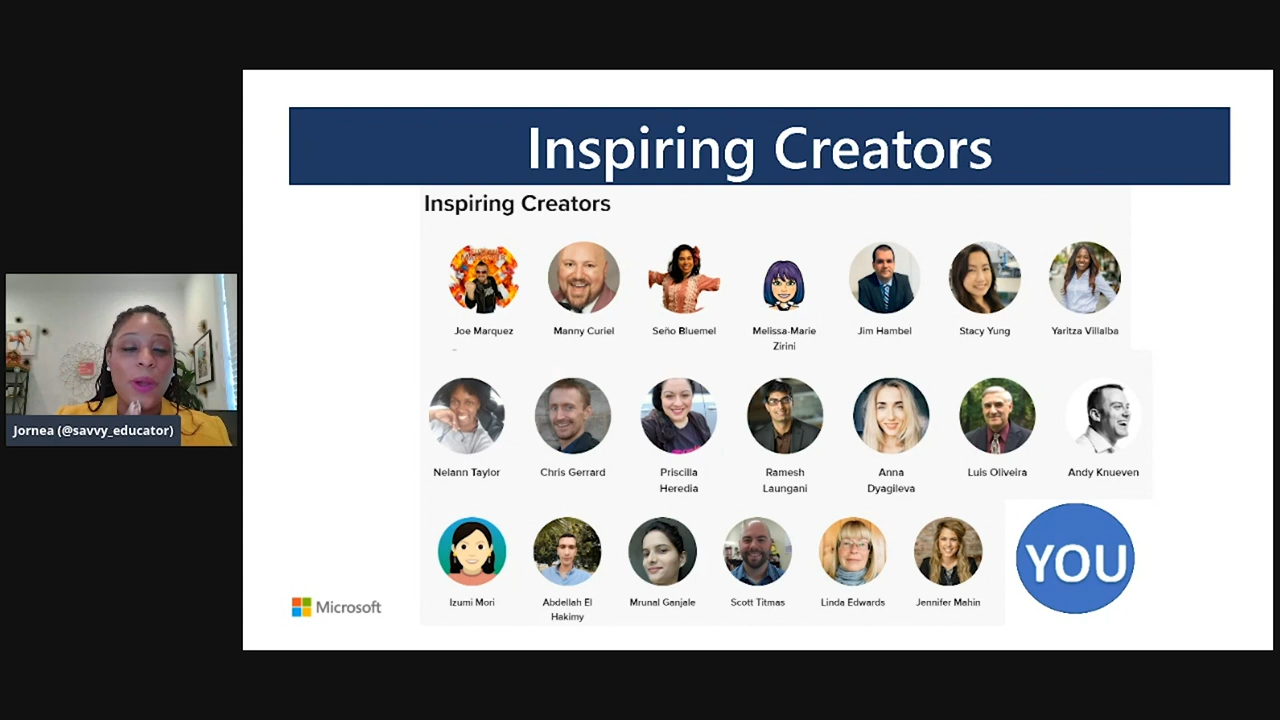 Inspiring Creators
Inspiring Creators
Joe Marquez
Manny Curiel
Seño Bluemel
Melissa-Marie
Zirini
Jim Hambel
Stacy Yung
Yaritza Villalba
Nelann Taylor
Chris Gerrard
Priscilla
Heredia
Ramesh
Laungani
Anna
Dyagileva
Luis Oliveira
Andy Knueven
Izumi Mori
Abdellah El
Hakimy
Mrunal Ganjale
Scott Titmas
Linda Edwards
Jennifer Mahin
YOU
Microsoft
Jornea (@savvy_educator)